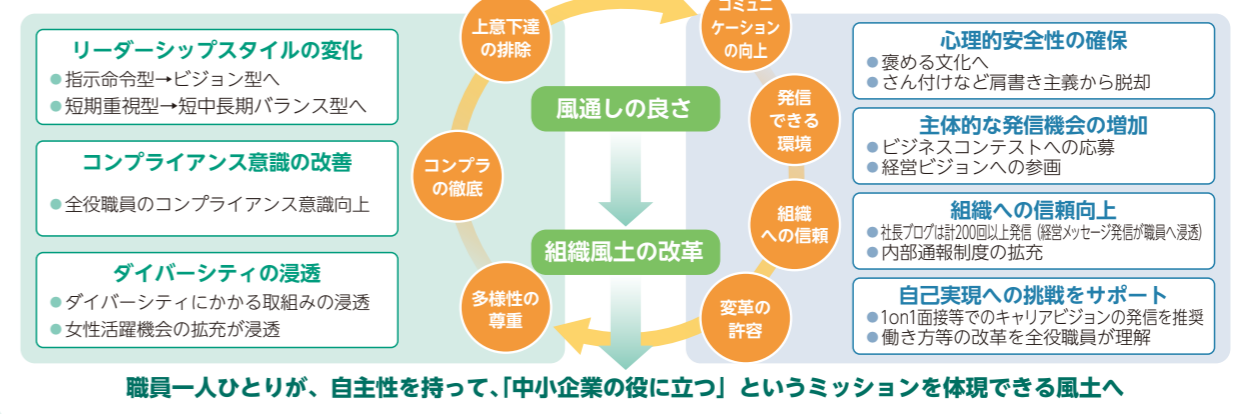 リーダーシップスタイルの変化
●指示命令型→ビジョン型へ
●短期重視型→短中長期バランス型へ
コンプライアンス意識の改善
●全役職員のコンプライアンス意識向上
ダイバーシティの浸透
●ダイバーシティにかかる取組みの浸透
●女性活躍機会の拡充が浸透
上意下達
の排除
コンプラ
の徹底
多様性の
尊重
風通しの良さ
組織風土の改革
コミュニ
ケーション
の向上
発信
できる
環境
組織
への信頼
変革の
許容
心理的安全性の確保
●褒める文化へ
●さん付けなど肩書き主義から脱却
主体的な発信機会の増加
●ビジネスコンテストへの応募
●経営ビジョンへの参画
組織への信頼向上
●社長ブログは計200回以上発信（経営メッセージ発信が職員へ浸透）
●内部通報制度の拡充
自己実現への挑戦をサポート
●1on1面接等でのキャリアビジョンの発信を推奨
●働き方等の改革を全役職員が理解
職員一人ひとりが、自主性を持って、「中小企業の役に立つ」というミッションを体現できる風土へ